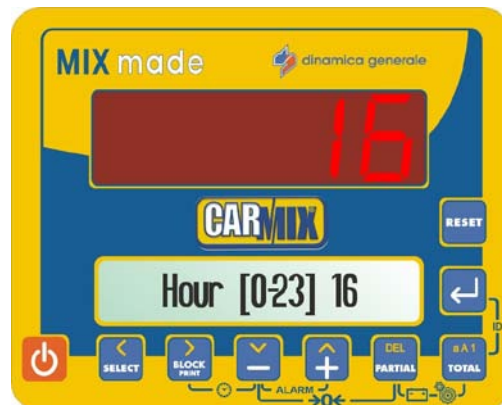 MIX made
dinamica generale
16
CARMIX
RESET
Hour [0-23] 16
ID
SELECT
BLOCK
PRINT
DEL
PARTIAL
a A 1
TOTAL
ALARM
→0←